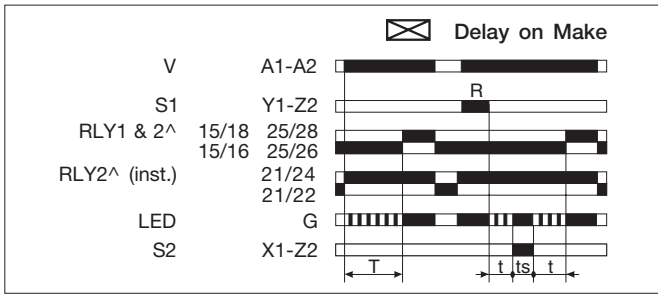 Delay on Make
V A1-A2
R
S1 Y1-Z2
RLY1 & 2^ 15/18 25/28
15/16 25/26
RLY2^ (inst.) 21/24
21/22
LED G
S2 X1-Z2
T t ts t